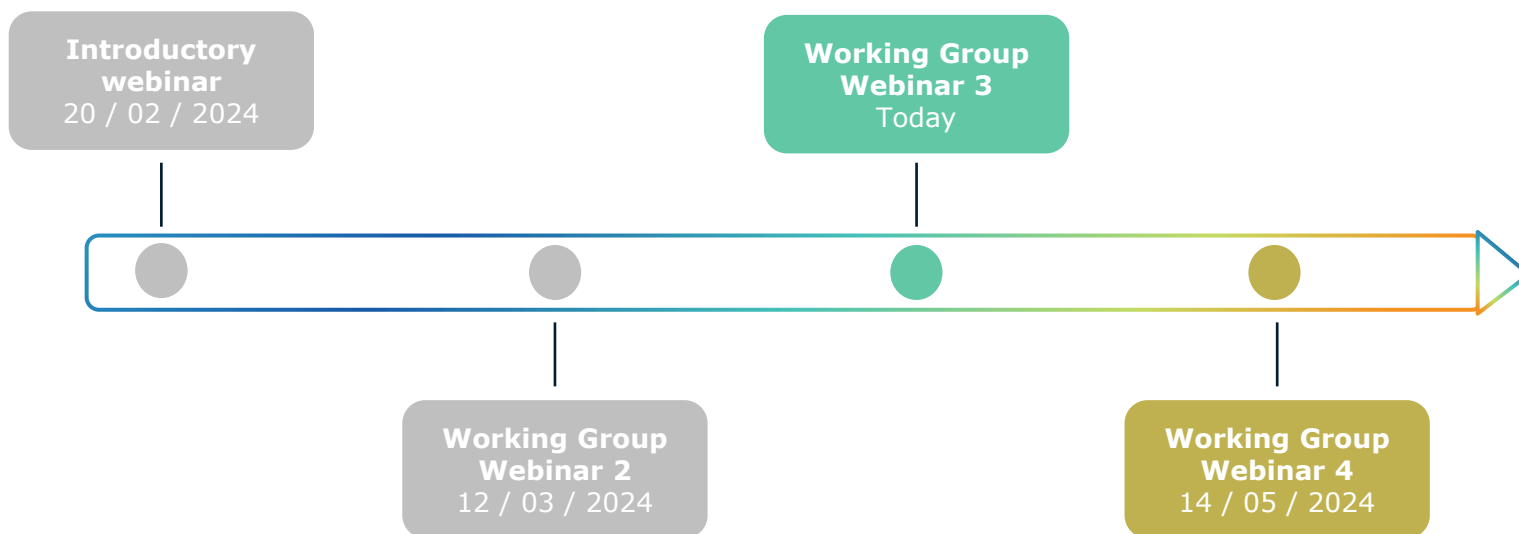 Introductory
webinar
20 / 02 / 2024
Working Group
Webinar 2
12 / 03 / 2024
Working Group
Webinar 3
Today
Working Group
Webinar 4
14 / 05 / 2024